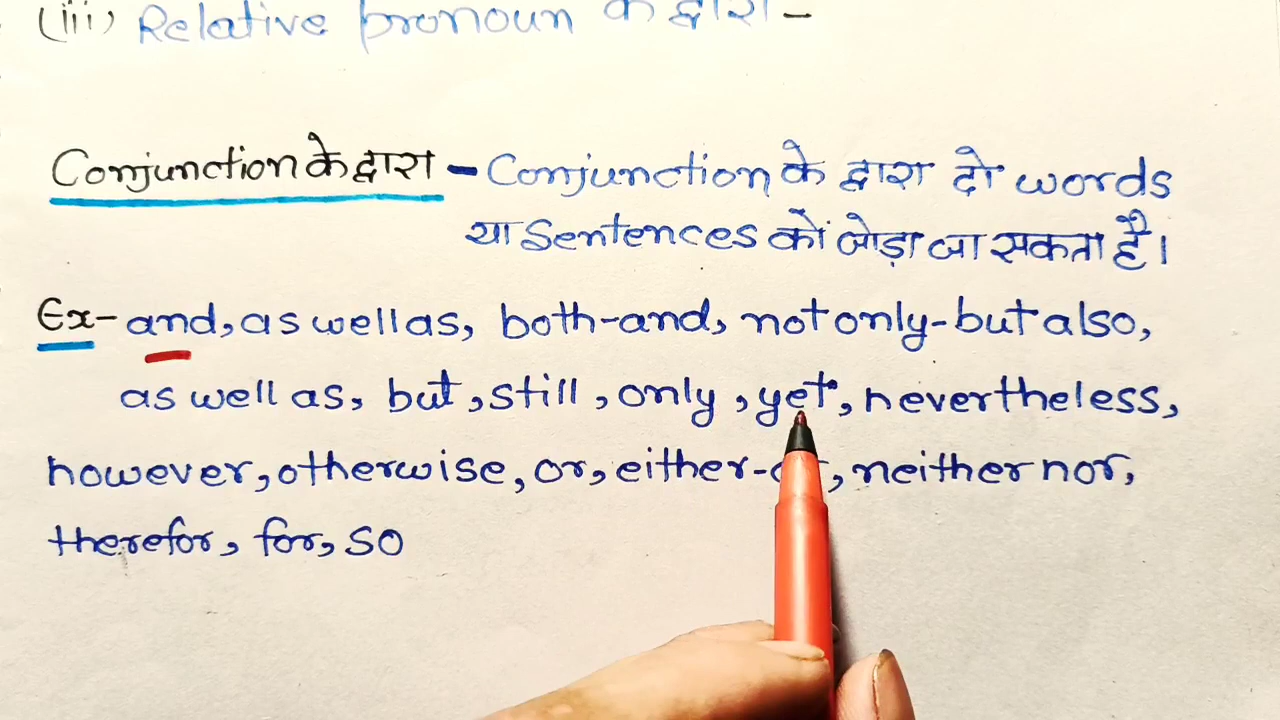 (iii) Relative pronoun के द्वारा -
Conjunction के द्वारा - Conjunction के द्वारा दो words
या Sentences को जोड़ा जा सकता है।
Ex- and, as well as, both-and, not only-but also,
as well as, but, still, only, yet, nevertheless,
however, otherwise, or, either-or, neither nor,
therefor, for, so